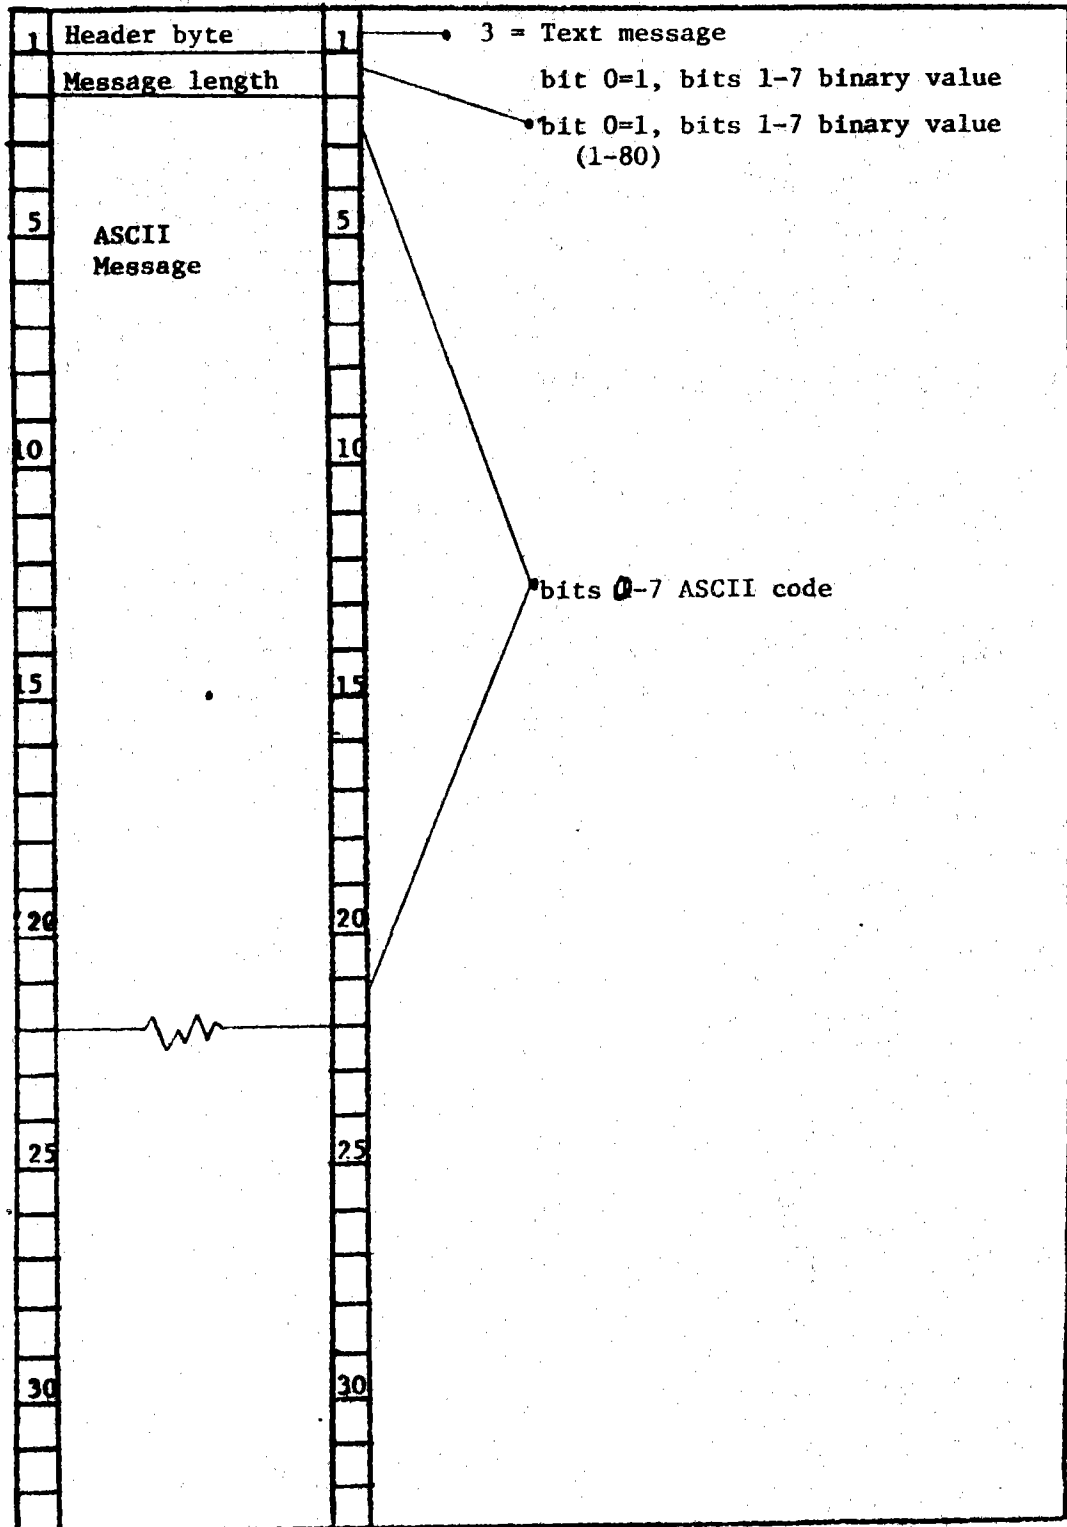 1 Header byte 1 3 = Text message
Message length bit 0=1, bits 1-7 binary value
bit 0=1, bits 1-7 binary value
(1-80)
5 5
ASCII
Message
10 10
bits 0-7 ASCII code
15 15
20 20
25 25
30 30